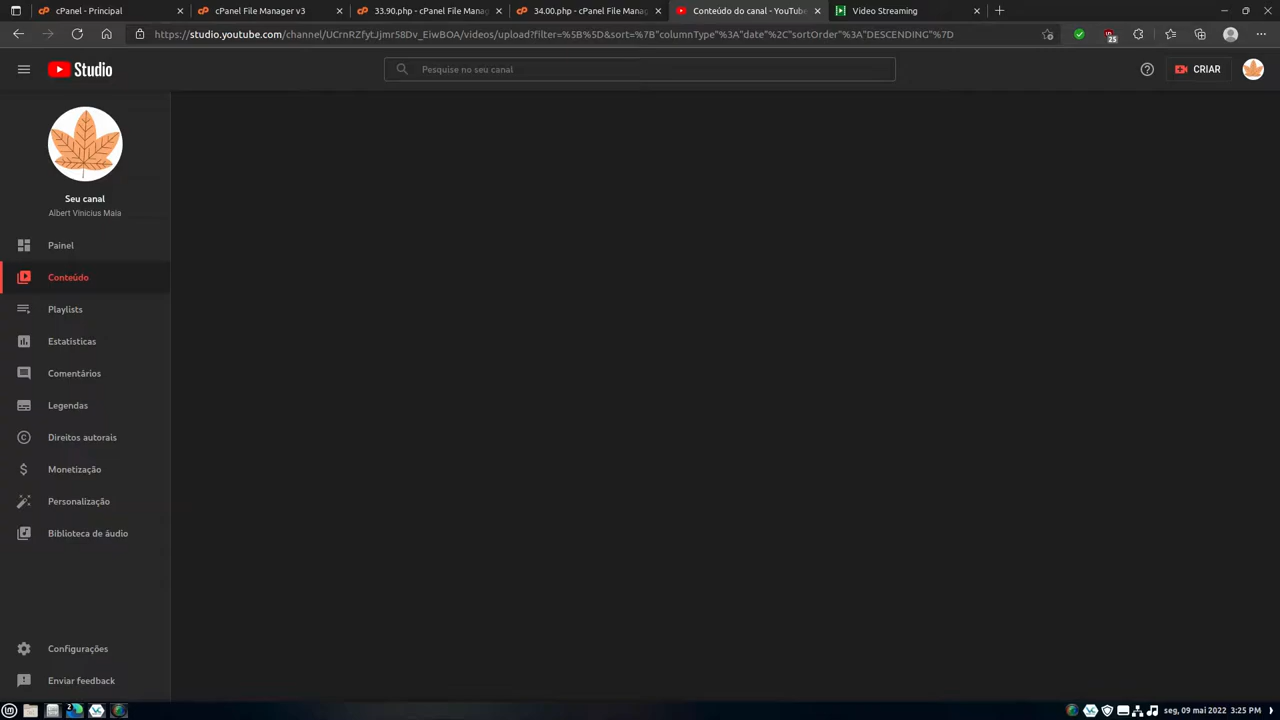 cPanel - Principal
cPanel File Manager v3
33.90.php - cPanel File Mana
34.00.php - cPanel File Manag
Conteúdo do canal - YouTube
Video Streaming
https://studio.youtube.com/channel/UCrnRZfytJjmr58Dv_EiwBOA/videos/upload?filter=%5B%5D&sort=%7B"columnType"%3A"date"%2C"sortOrder"%3A"DESCENDING"%7D
25
Studio
Pesquise no seu canal
CRIAR
Seu canal
Albert Vinicius Maia
Painel
Conteúdo
Playlists
Estatísticas
Comentários
Legendas
Direitos autorais
Monetização
Personalização
Biblioteca de áudio
Configurações
Enviar feedback
2
seg, 09 mai 2022 3:25 PM